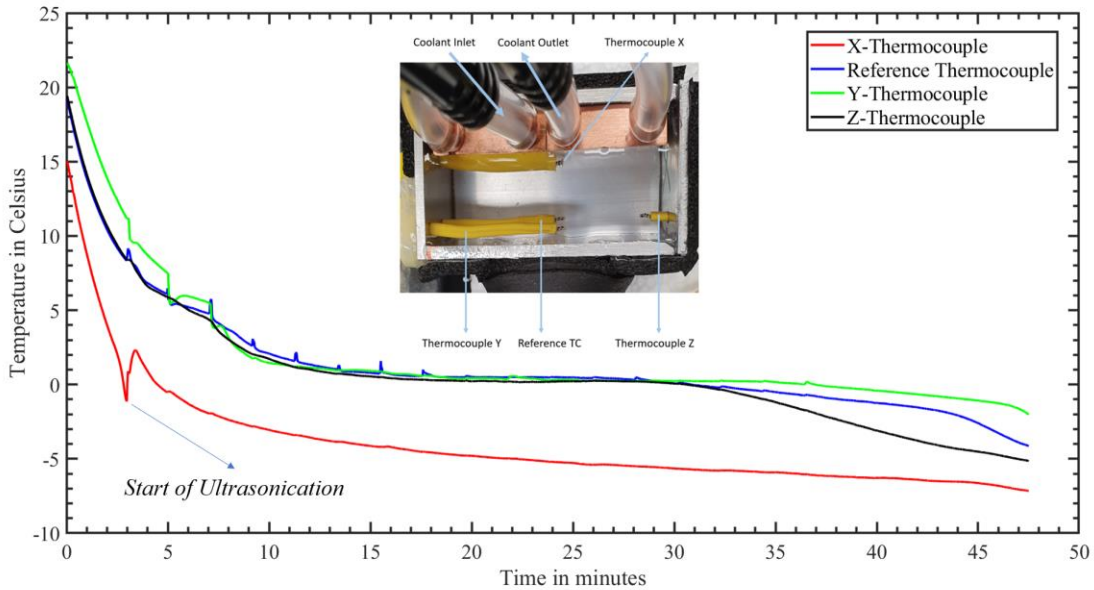 Temperature in Celsius
25
20
15
10
5
0
-5
-10
0 5 10 15 20 25 30 35 40 45 50
Time in minutes
Coolant Inlet Coolant Outlet Thermocouple X
Thermocouple Y Reference TC Thermocouple Z
X-Thermocouple
Reference Thermocouple
Y-Thermocouple
Z-Thermocouple
Start of Ultrasonication